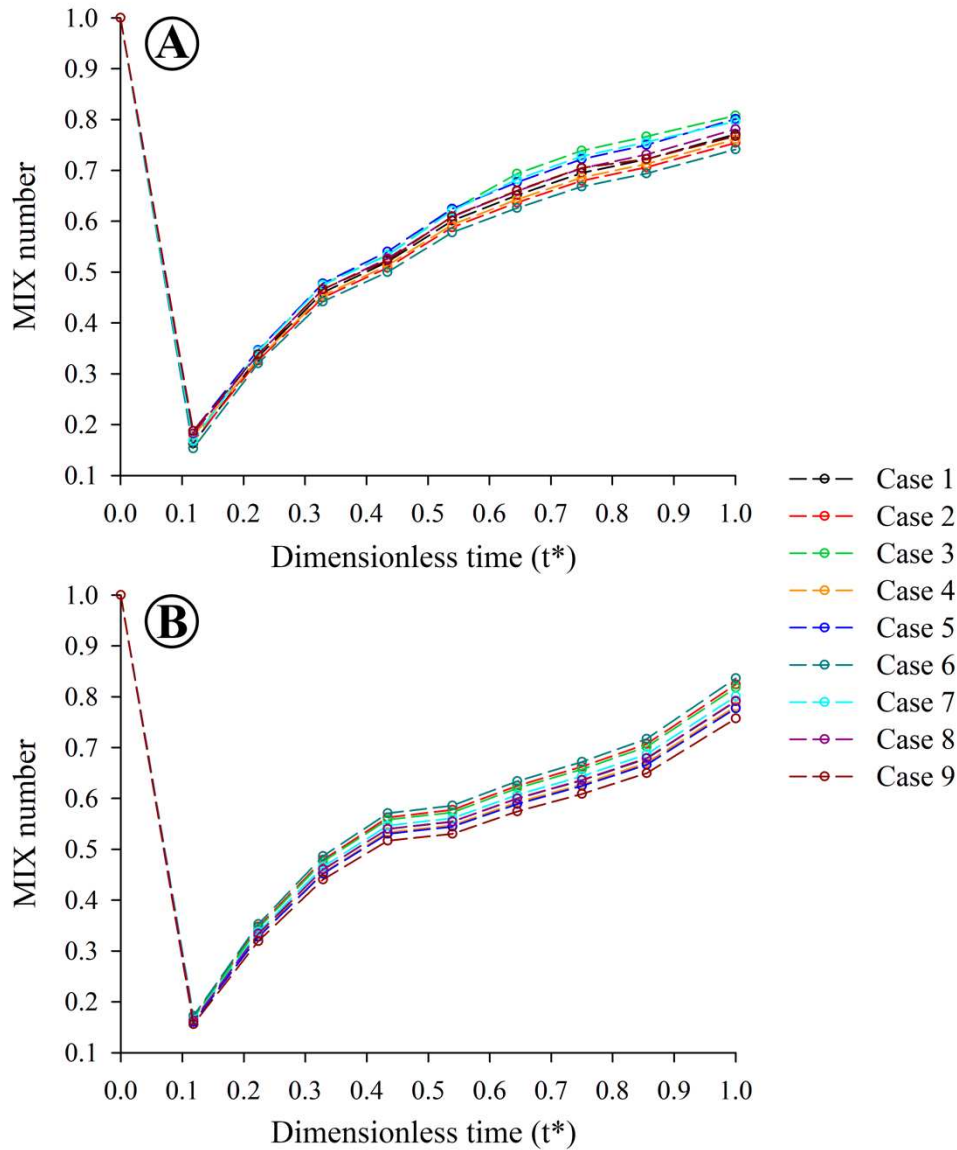 A
1.0
0.9
0.8
0.7
0.6
0.5
0.4
0.3
0.2
0.1
MIX number
0.0 0.1 0.2 0.3 0.4 0.5 0.6 0.7 0.8 0.9 1.0
Dimensionless time (t*)
B
1.0
0.9
0.8
0.7
0.6
0.5
0.4
0.3
0.2
0.1
MIX number
0.0 0.1 0.2 0.3 0.4 0.5 0.6 0.7 0.8 0.9 1.0
Dimensionless time (t*)
Case 1
Case 2
Case 3
Case 4
Case 5
Case 6
Case 7
Case 8
Case 9